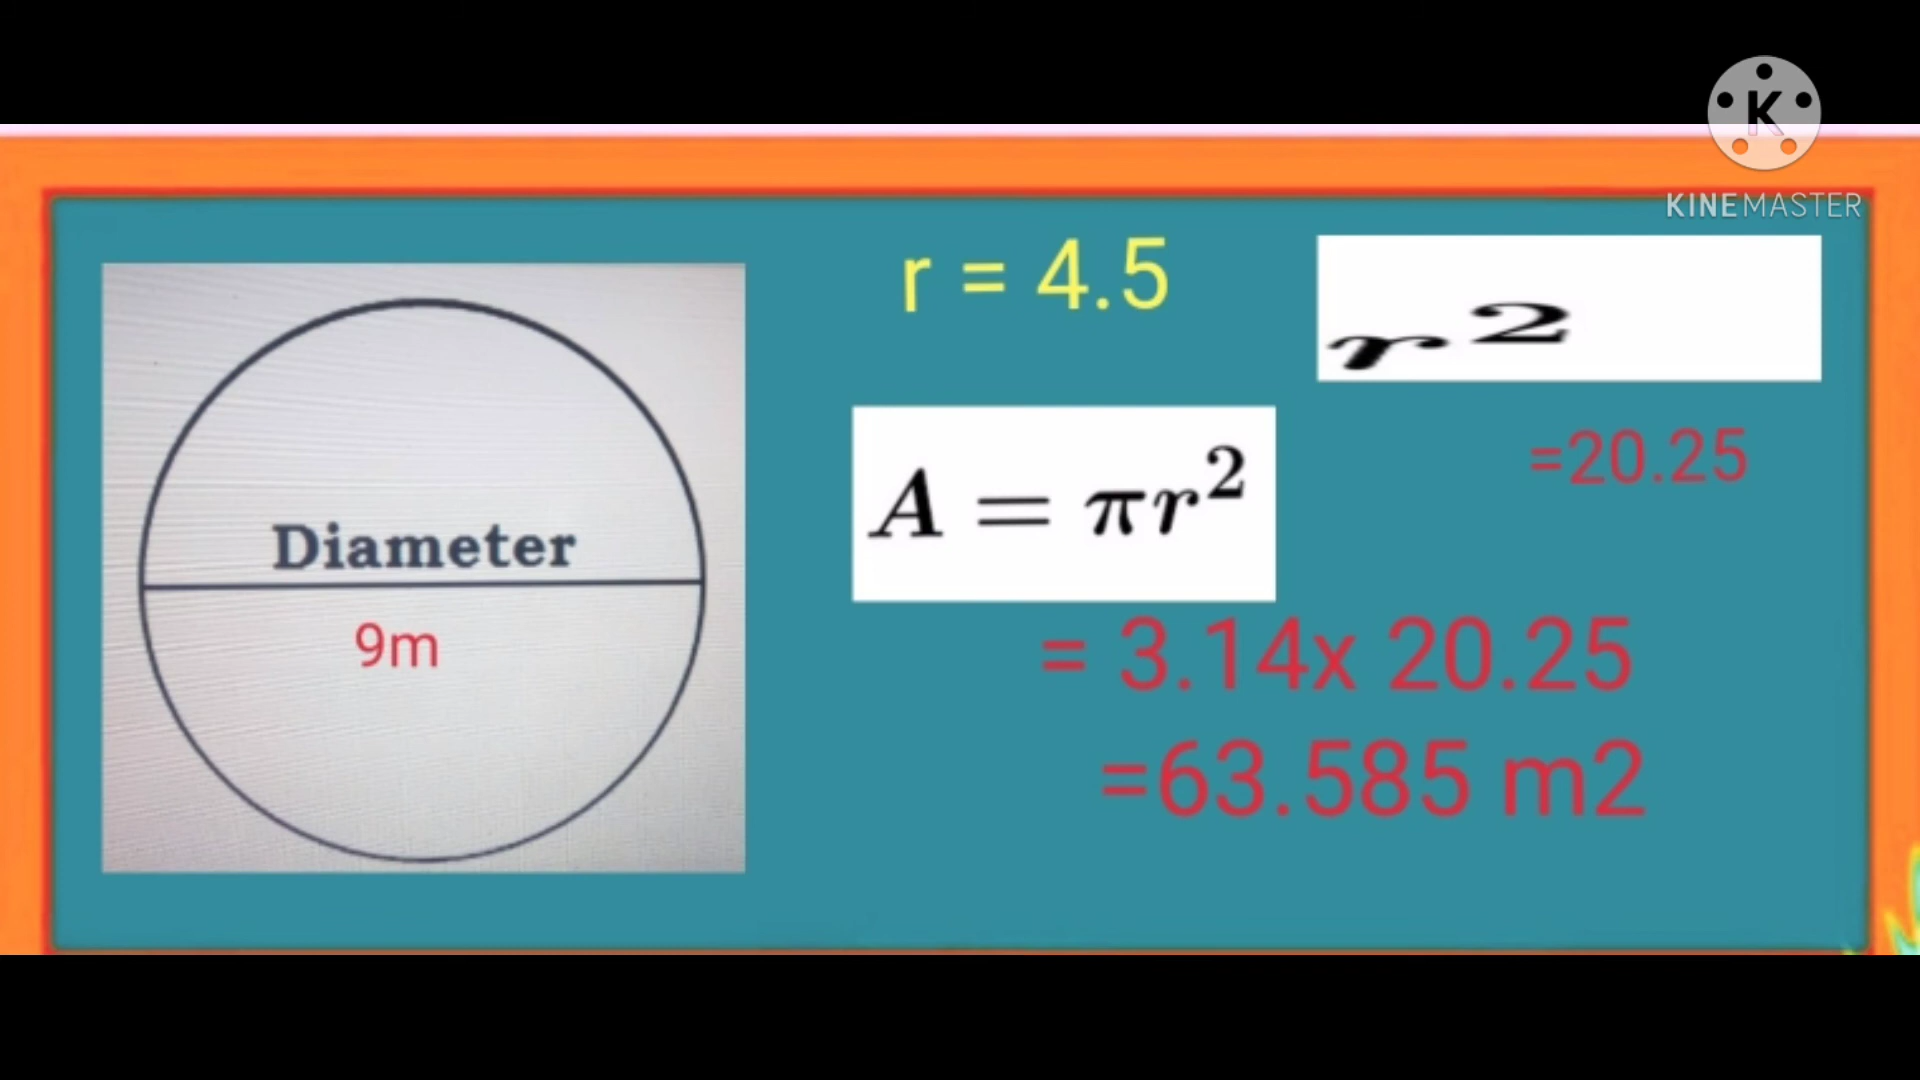 K
KINEMASTER
r = 4.5
r²
=20.25
A = πr²
Diameter
9m
= 3.14x 20.25
=63.585 m2